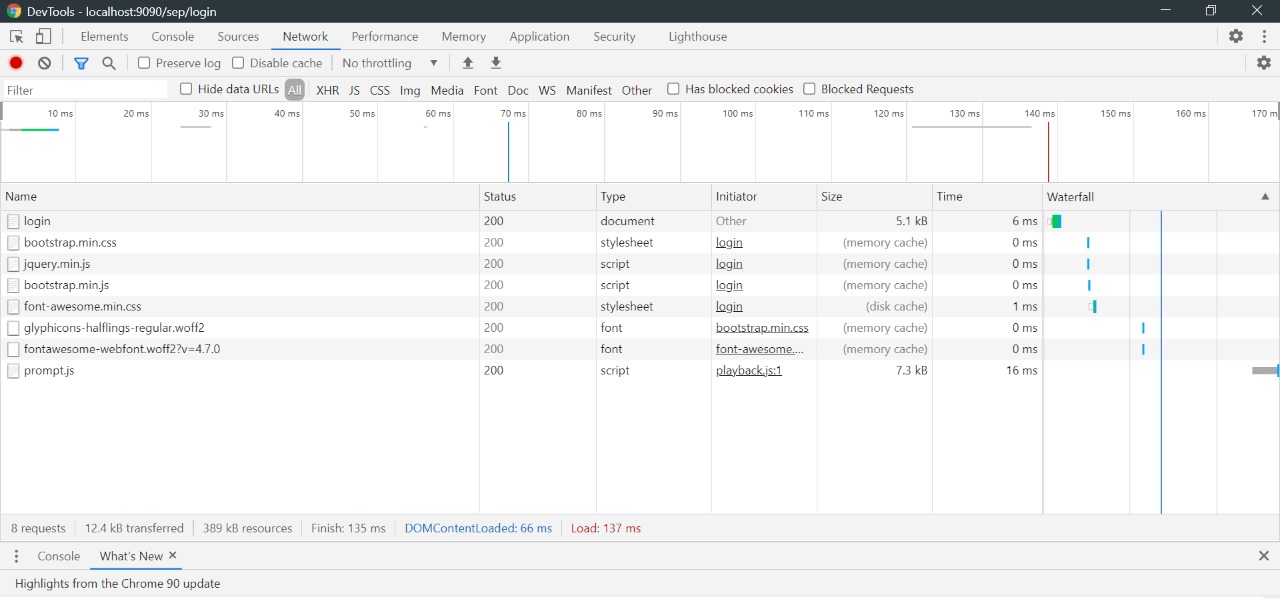 DevTools - localhost:9090/sep/login
Elements Console Sources Network Performance Memory Application Security Lighthouse
Preserve log Disable cache No throttling
Filter Hide data URLs All XHR JS CSS Img Media Font Doc WS Manifest Other Has blocked cookies Blocked Requests
10 ms 20 ms 30 ms 40 ms 50 ms 60 ms 70 ms 80 ms 90 ms 100 ms 110 ms 120 ms 130 ms 140 ms 150 ms 160 ms 170 m
Name Status Type Initiator Size Time Waterfall
login 200 document Other 5.1 kB 6 ms
bootstrap.min.css 200 stylesheet login (memory cache) 0 ms
jquery.min.js 200 script login (memory cache) 0 ms
bootstrap.min.js 200 script login (memory cache) 0 ms
font-awesome.min.css 200 stylesheet login (disk cache) 1 ms
glyphicons-halflings-regular.woff2 200 font bootstrap.min.css (memory cache) 0 ms
fontawesome-webfont.woff2?v=4.7.0 200 font font-awesome.... (memory cache) 0 ms
prompt.js 200 script playback.js:1 7.3 kB 16 ms
8 requests 12.4 kB transferred 389 kB resources Finish: 135 ms DOMContentLoaded: 66 ms Load: 137 ms
Console What's New
Highlights from the Chrome 90 update